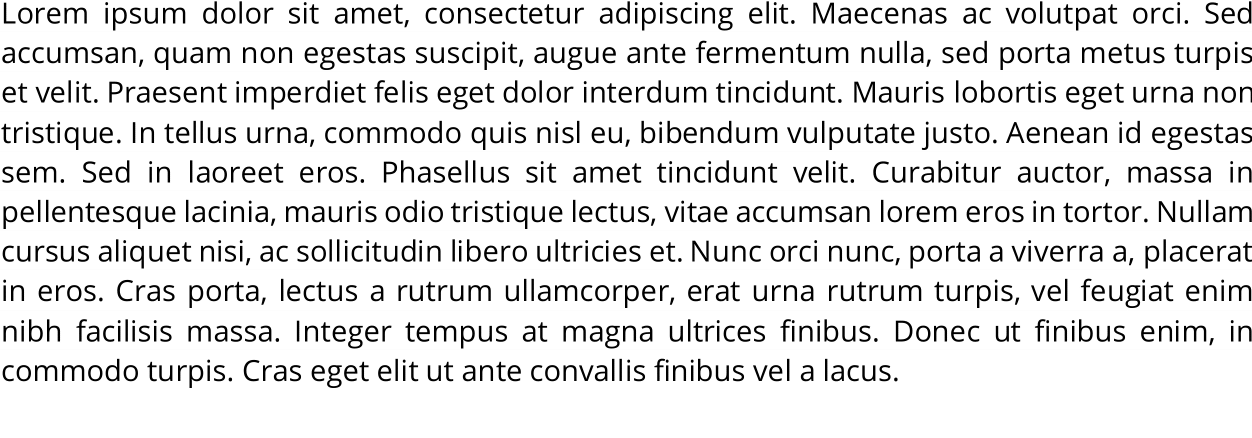 Lorem ipsum dolor sit amet, consectetur adipiscing elit. Maecenas ac volutpat orci. Sed
accumsan, quam non egestas suscipit, augue ante fermentum nulla, sed porta metus turpis
et velit. Praesent imperdiet felis eget dolor interdum tincidunt. Mauris lobortis eget urna non
tristique. In tellus urna, commodo quis nisl eu, bibendum vulputate justo. Aenean id egestas
sem. Sed in laoreet eros. Phasellus sit amet tincidunt velit. Curabitur auctor, massa in
pellentesque lacinia, mauris odio tristique lectus, vitae accumsan lorem eros in tortor. Nullam
cursus aliquet nisi, ac sollicitudin libero ultricies et. Nunc orci nunc, porta a viverra a, placerat
in eros. Cras porta, lectus a rutrum ullamcorper, erat urna rutrum turpis, vel feugiat enim
nibh facilisis massa. Integer tempus at magna ultrices finibus. Donec ut finibus enim, in
commodo turpis. Cras eget elit ut ante convallis finibus vel a lacus.